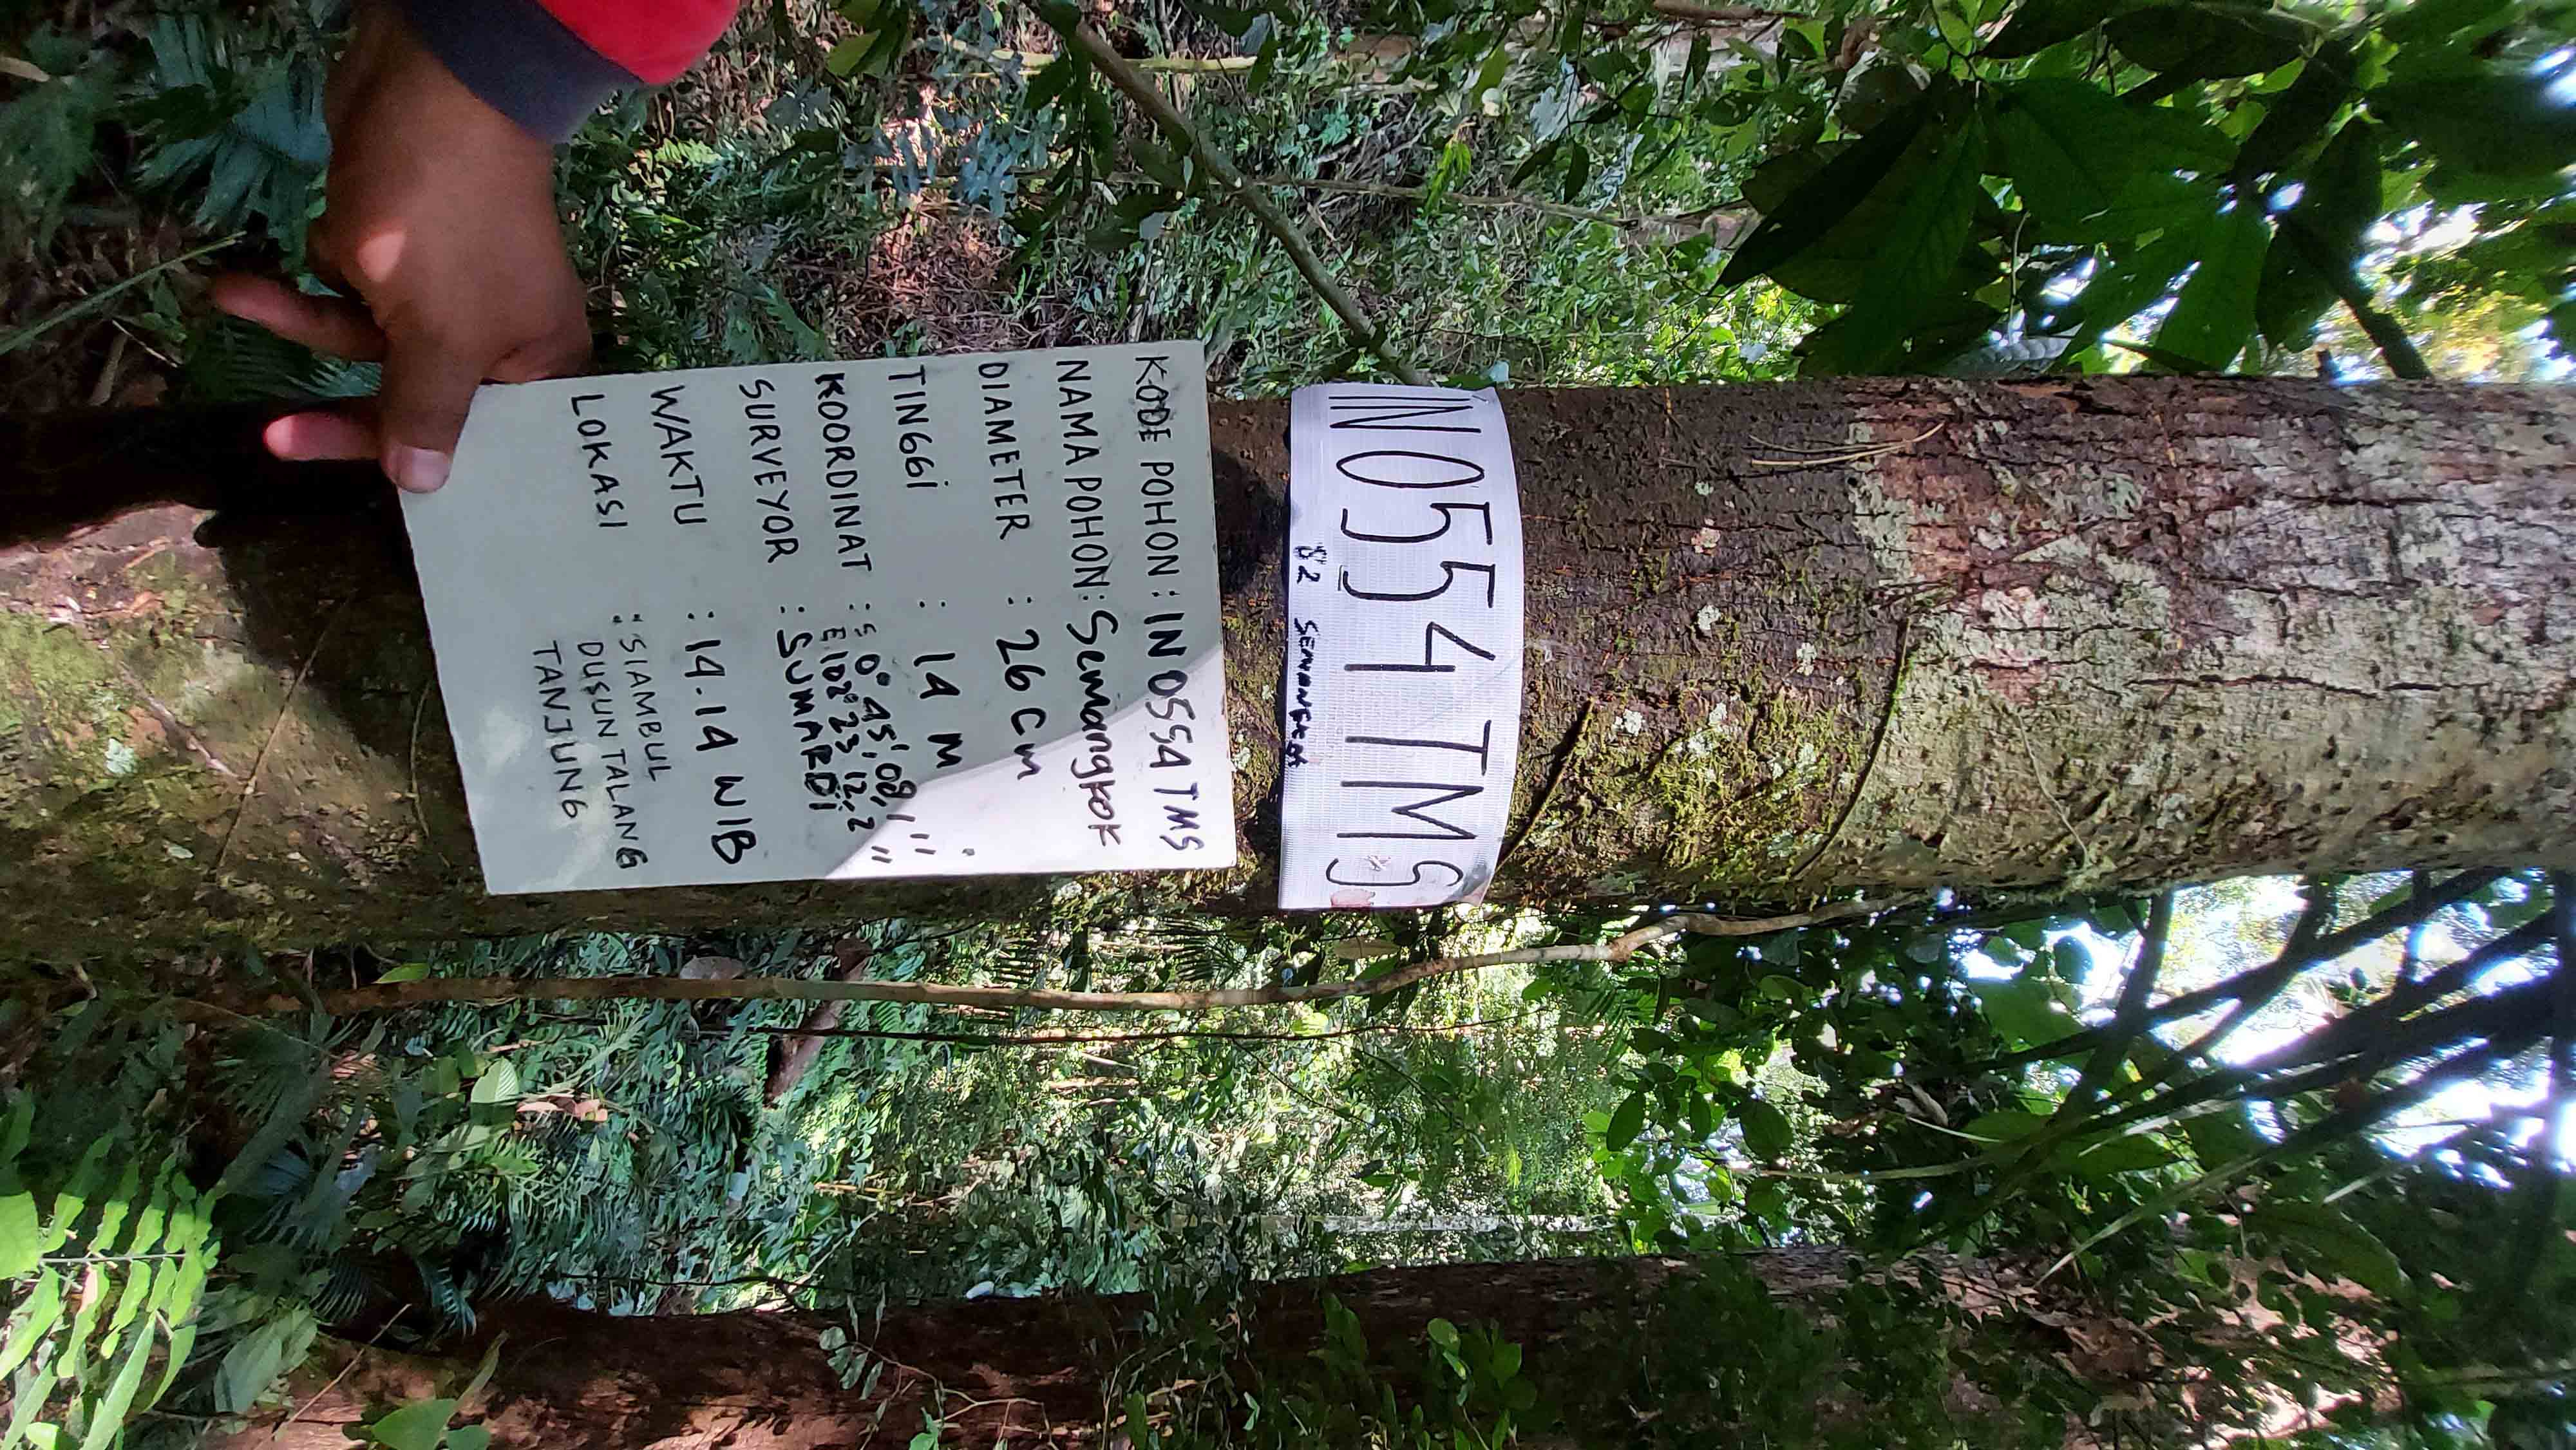 IN0554 TMS
82 SEMANGKOK
KODE POHON : IN 0554 TMS
NAMA POHON : Semangkok
DIAMETER : 26 Cm
TINGGi : 14 M
KOORDINAT : S 0° 45' 08,1"
E 102° 23' 12,2"
SURVEYOR : SUMARDi
WAKTU : 14.14 WIB
LOKASI : SIAMBUL
DUSUN TALANG
TANJUNG